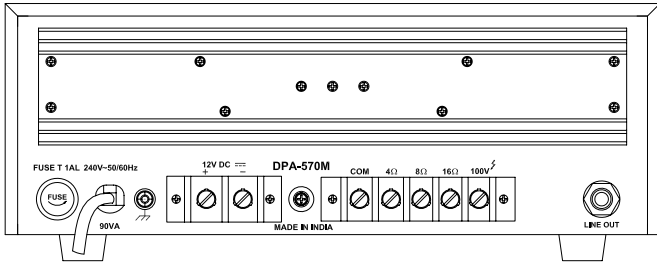 FUSE T 1AL 240V~50/60Hz
12V DC ⎓
+ −
DPA-570M
COM 4Ω 8Ω 16Ω 100V
FUSE
90VA
MADE IN INDIA
LINE OUT